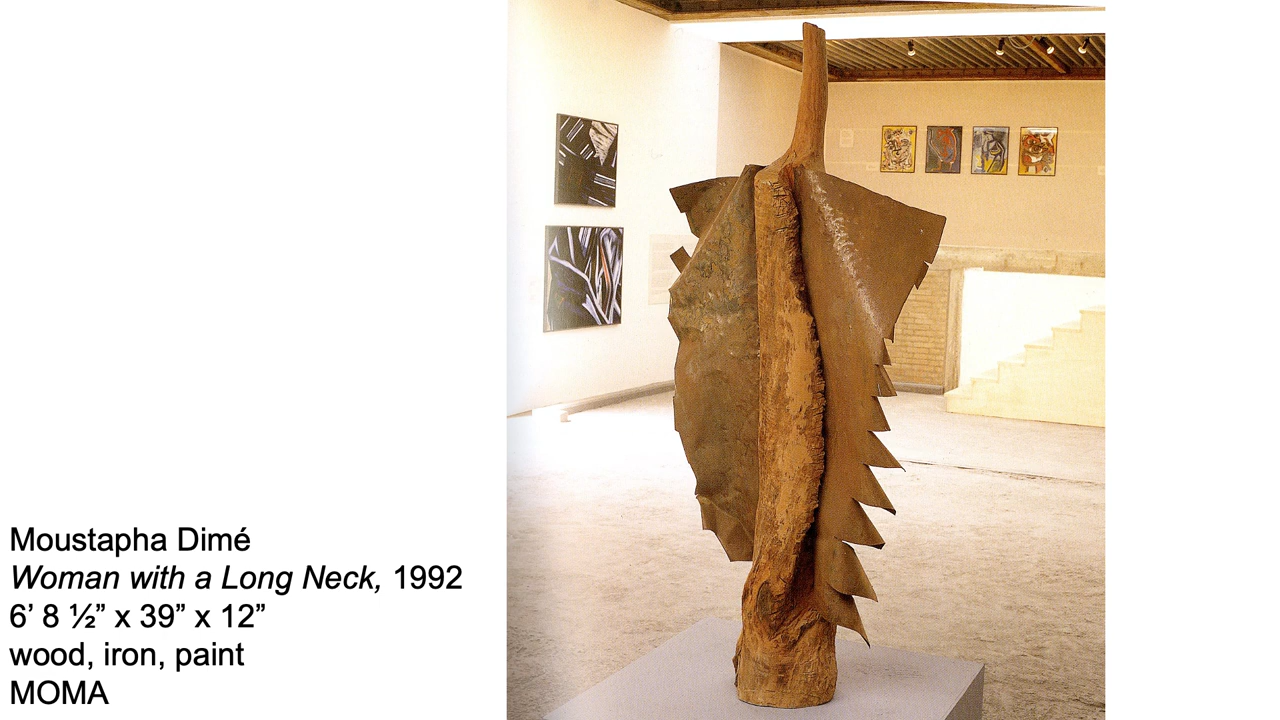 Moustapha Dimé
Woman with a Long Neck, 1992
6’ 8 ½” x 39” x 12”
wood, iron, paint
MOMA